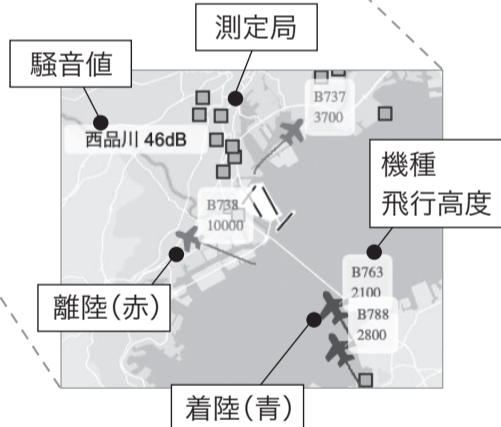 測定局
騒音値
B737
3700
西品川 46dB
機種
飛行高度
B738
10000
B763
2100
離陸(赤)
B788
2800
着陸(青)